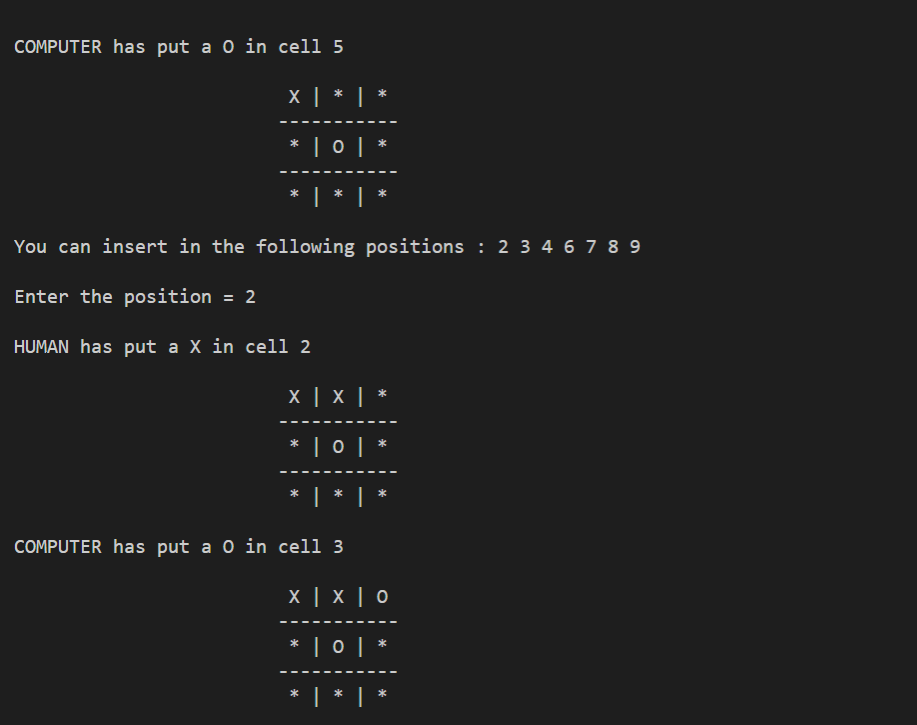 COMPUTER has put a O in cell 5
X | * | *
-----------
* | O | *
-----------
* | * | *
You can insert in the following positions : 2 3 4 6 7 8 9
Enter the position = 2
HUMAN has put a X in cell 2
X | X | *
-----------
* | O | *
-----------
* | * | *
COMPUTER has put a O in cell 3
X | X | O
-----------
* | O | *
-----------
* | * | *